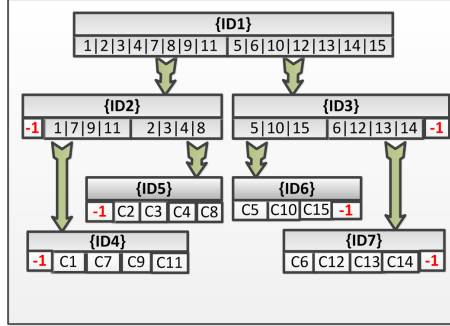 {ID1}
1|2|3|4|7|8|9|11 5|6|10|12|13|14|15
{ID2} {ID3}
-1 1|7|9|11 2|3|4|8 5|10|15 6|12|13|14 -1
{ID5} {ID6}
-1 C2 C3 C4 C8 C5 C10 C15 -1
{ID4} {ID7}
-1 C1 C7 C9 C11 C6 C12 C13 C14 -1